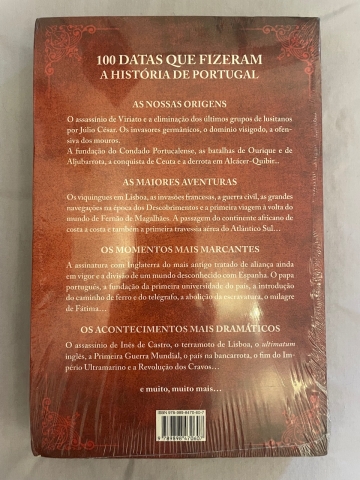 100 DATAS QUE FIZERAM
A HISTÓRIA DE PORTUGAL
AS NOSSAS ORIGENS
O assassínio de Viriato e a eliminação dos últimos grupos de lusitanos
por Júlio César. Os invasores germânicos, o domínio visigodo, a ofen-
siva dos mouros.
A fundação do Condado Portucalense, as batalhas de Ourique e de
Aljubarrota, a conquista de Ceuta e a derrota em Alcácer-Quibir..
AS MAIORES AVENTURAS
Os viquingues em Lisboa, as invasões francesas, a guerra civil, as grandes
navegações na época dos Descobrimentos e a primeira viagem à volta do
mundo de Fernão de Magalhães. A passagem do continente africano de
costa a costa e também a primeira travessia aérea do Atlântico Sul…
OS MOMENTOS MAIS MARCANTES
A assinatura com Inglaterra do mais antigo tratado de aliança ainda
em vigor e a divisão de um mundo desconhecido com Espanha. O papa
português, a fundação da primeira universidade do país, a introdução
do caminho de ferro e do telégrafo, a abolição da escravatura, o milagre
de Fátima…
OS ACONTECIMENTOS MAIS DRAMÁTICOS
O assassínio de Inês de Castro, o terramoto de Lisboa, o ultimatum
inglês, a Primeira Guerra Mundial, o país na bancarrota, o fim do Im-
pério Ultramarino e a Revolução dos Cravos…
e muito, muito mais…